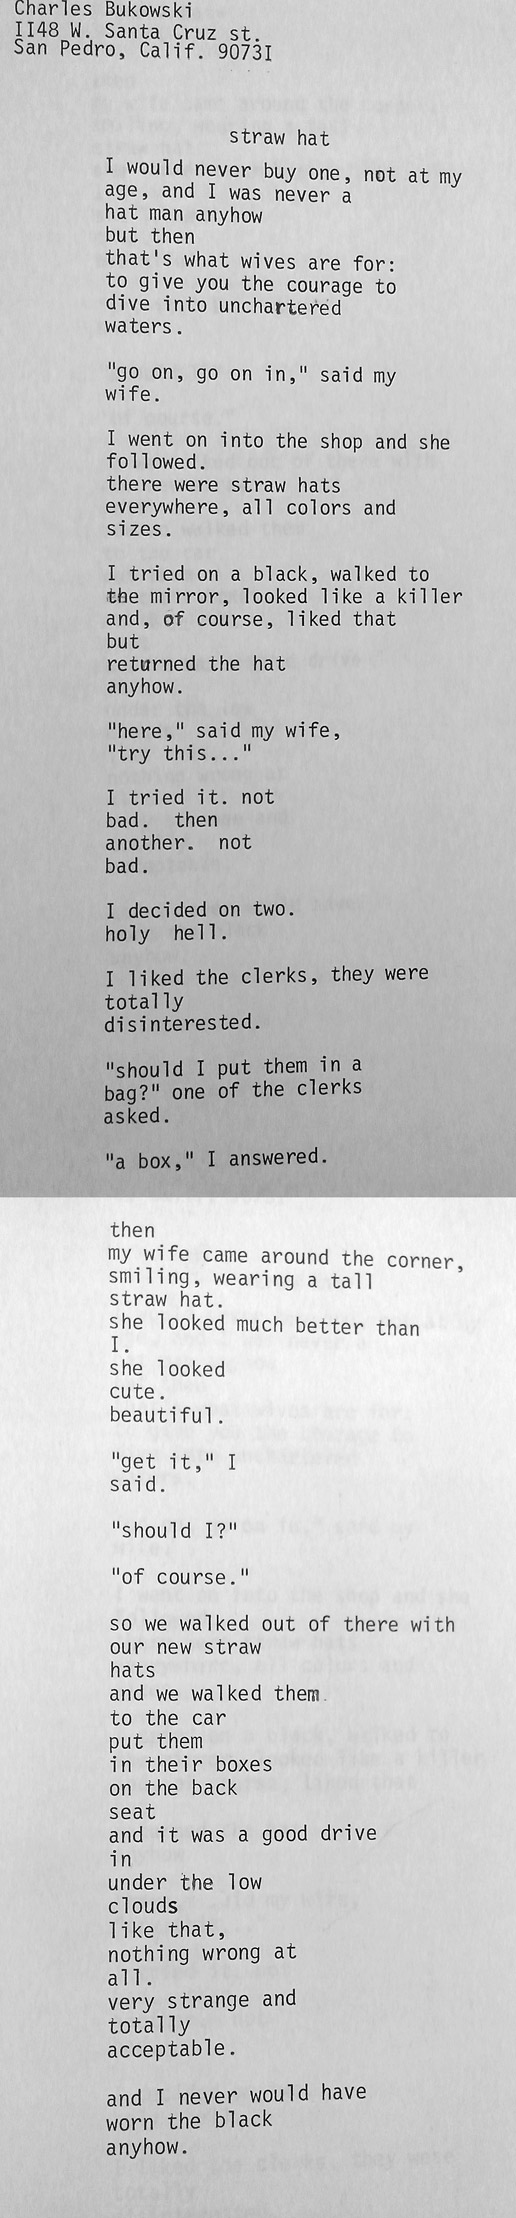 Charles Bukowski
II48 W. Santa Cruz st.
San Pedro, Calif. 9073I
straw hat
I would never buy one, not at my
age, and I was never a
hat man anyhow
but then
that's what wives are for:
to give you the courage to
dive into unchartered
waters.
"go on, go on in," said my
wife.
I went on into the shop and she
followed.
there were straw hats
everywhere, all colors and
sizes.
I tried on a black, walked to
the mirror, looked like a killer
and, of course, liked that
but
returned the hat
anyhow.
"here," said my wife,
"try this..."
I tried it. not
bad.  then
another.  not
bad.
I decided on two.
holy  hell.
I liked the clerks, they were
totally
disinterested.
"should I put them in a
bag?" one of the clerks
asked.
"a box," I answered.
then
my wife came around the corner,
smiling, wearing a tall
straw hat.
she looked much better than
I.
she looked
cute.
beautiful.
"get it," I
said.
"should I?"
"of course."
so we walked out of there with
our new straw
hats
and we walked them
to the car
put them
in their boxes
on the back
seat
and it was a good drive
in
under the low
clouds
like that,
nothing wrong at
all.
very strange and
totally
acceptable.
and I never would have
worn the black
anyhow.